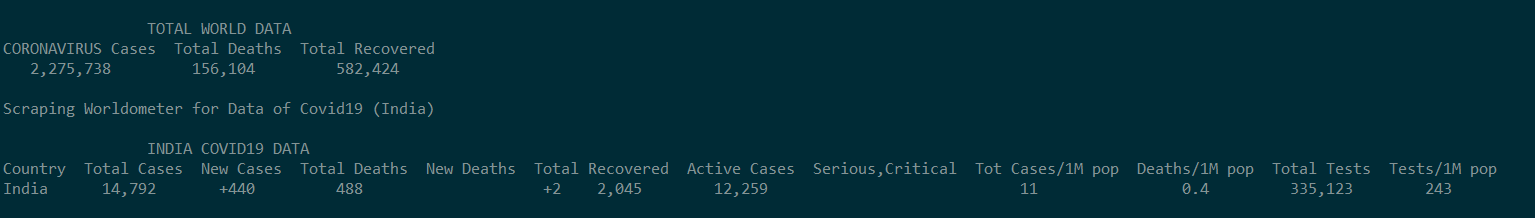 TOTAL WORLD DATA
CORONAVIRUS Cases  Total Deaths  Total Recovered
2,275,738  156,104  582,424
Scraping Worldometer for Data of Covid19 (India)
INDIA COVID19 DATA
Country  Total Cases  New Cases  Total Deaths  New Deaths  Total Recovered  Active Cases  Serious,Critical  Tot Cases/1M pop  Deaths/1M pop  Total Tests  Tests/1M pop
India  14,792  +440  488  +2  2,045  12,259  11  0.4  335,123  243